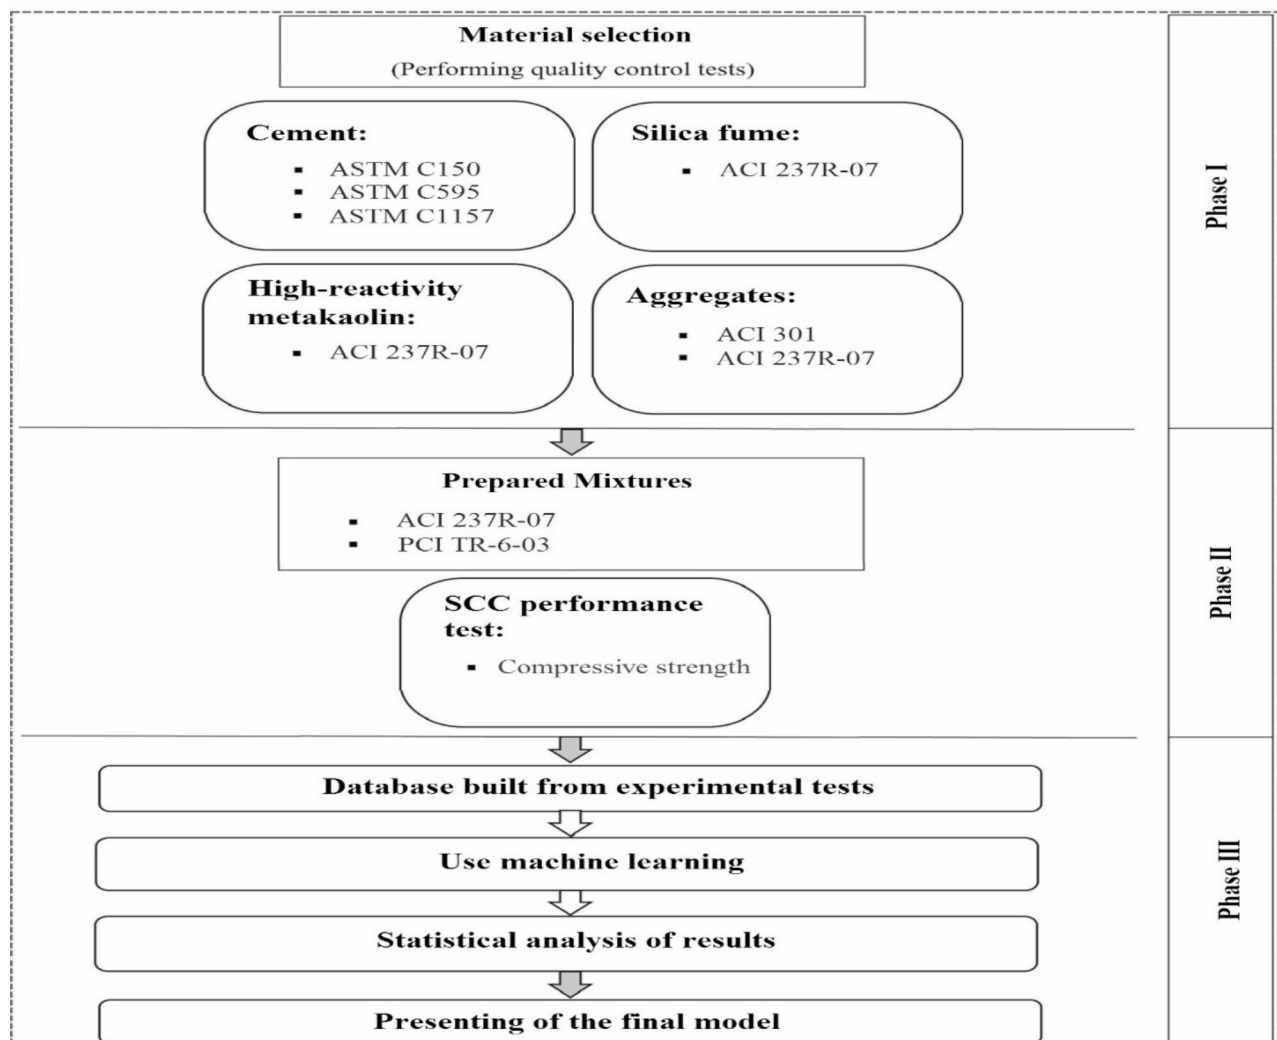 Material selection
(Performing quality control tests)
Cement:
▪ ASTM C150
▪ ASTM C595
▪ ASTM C1157
Silica fume:
▪ ACI 237R-07
High-reactivity
metakaolin:
▪ ACI 237R-07
Aggregates:
▪ ACI 301
▪ ACI 237R-07
Phase I
Prepared Mixtures
▪ ACI 237R-07
▪ PCI TR-6-03
SCC performance
test:
▪ Compressive strength
Phase II
Database built from experimental tests
Use machine learning
Statistical analysis of results
Presenting of the final model
Phase III